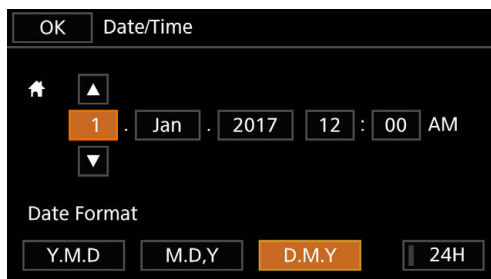 OK Date/Time
1 . Jan . 2017 12 : 00 AM
Date Format
Y.M.D M.D,Y D.M.Y 24H